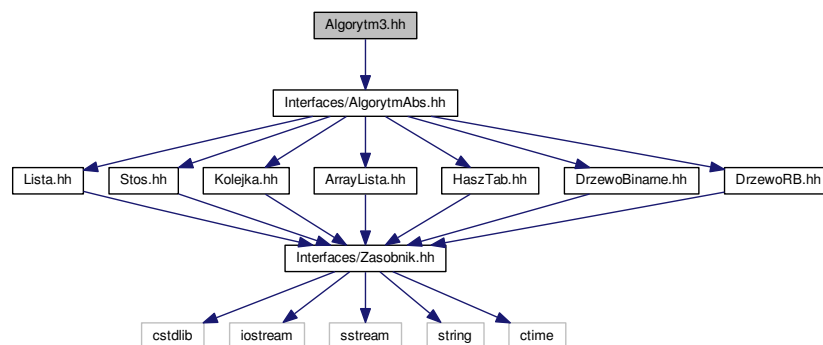 Algorytm3.hh
Interfaces/AlgorytmAbs.hh
Lista.hh Stos.hh Kolejka.hh ArrayLista.hh HaszTab.hh DrzewoBiname.hh DrzewoRB.hh
Interfaces/Zasobnik.hh
cstdlib iostream sstream string ctime